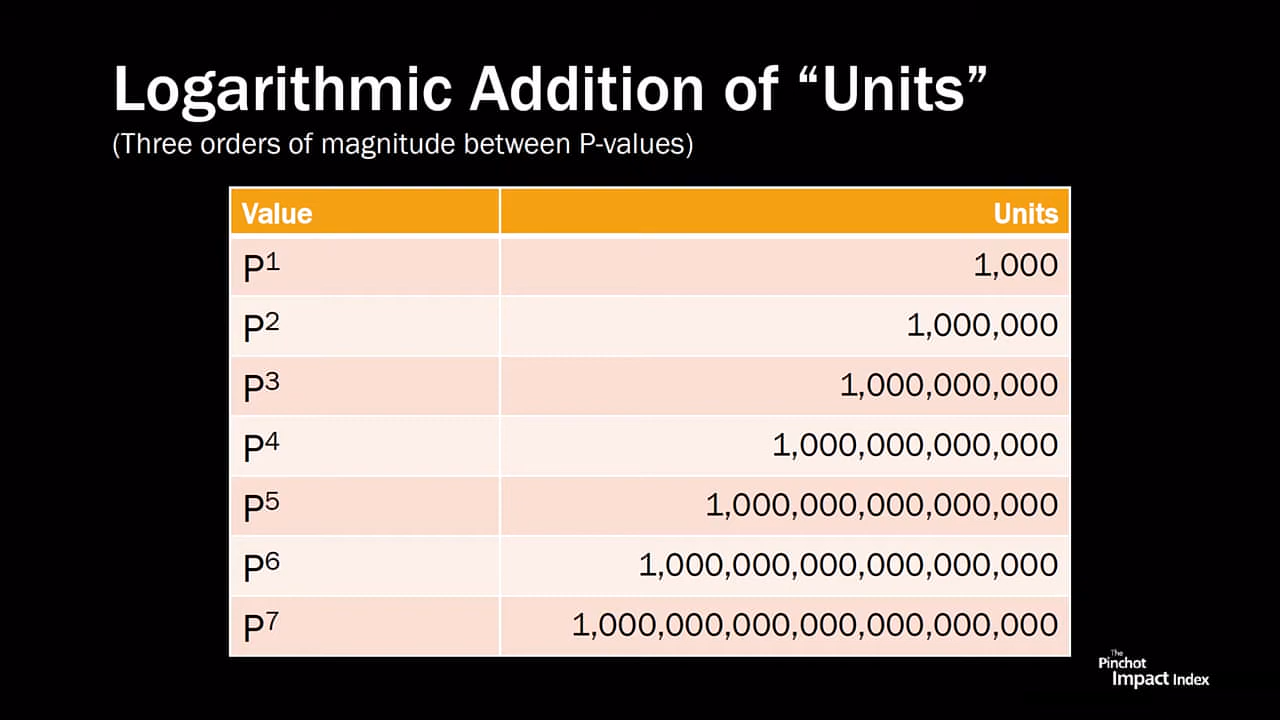 Logarithmic Addition of “Units”
(Three orders of magnitude between P-values)
Value Units
P¹ 1,000
P² 1,000,000
P³ 1,000,000,000
P⁴ 1,000,000,000,000
P⁵ 1,000,000,000,000,000
P⁶ 1,000,000,000,000,000,000
P⁷ 1,000,000,000,000,000,000,000
The
Pinchot
Impact Index